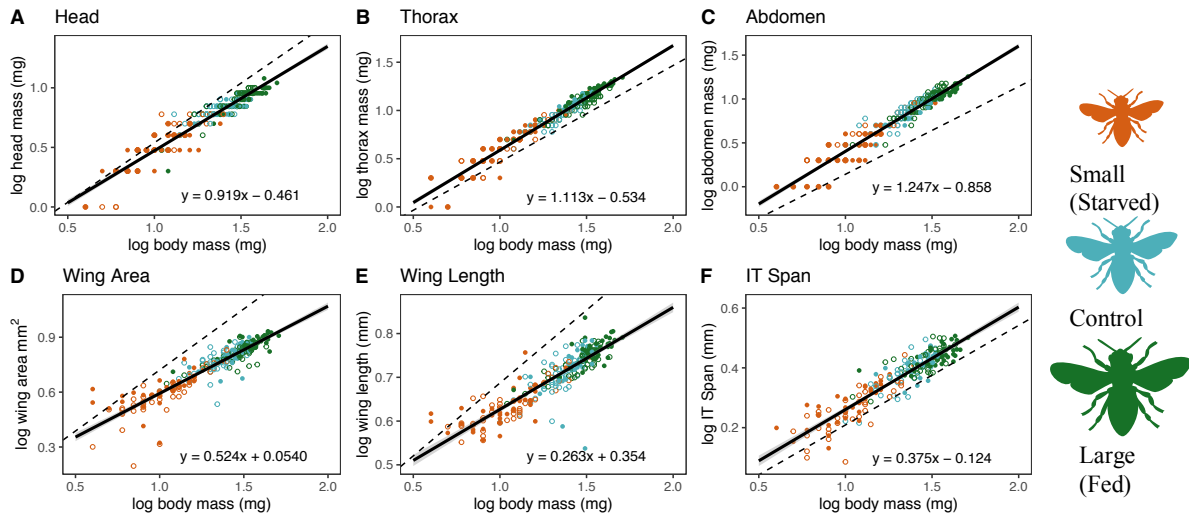 A Head
B Thorax
C Abdomen
log head mass (mg)
1.0
0.5
0.0
y = 0.919x − 0.461
0.5 1.0 1.5 2.0
log body mass (mg)
log thorax mass (mg)
1.5
1.0
0.5
0.0
y = 1.113x − 0.534
0.5 1.0 1.5 2.0
log body mass (mg)
log abdomen mass (mg)
1.5
1.0
0.5
0.0
y = 1.247x − 0.858
0.5 1.0 1.5 2.0
log body mass (mg)
Small
(Starved)
Control
Large
(Fed)
D Wing Area
E Wing Length
F IT Span
log wing area mm²
0.9
0.6
0.3
y = 0.524x + 0.0540
0.5 1.0 1.5 2.0
log body mass (mg)
log wing length (mm)
0.8
0.7
0.6
0.5
y = 0.263x + 0.354
0.5 1.0 1.5 2.0
log body mass (mg)
log IT Span (mm)
0.6
0.4
0.2
y = 0.375x − 0.124
0.5 1.0 1.5 2.0
log body mass (mg)